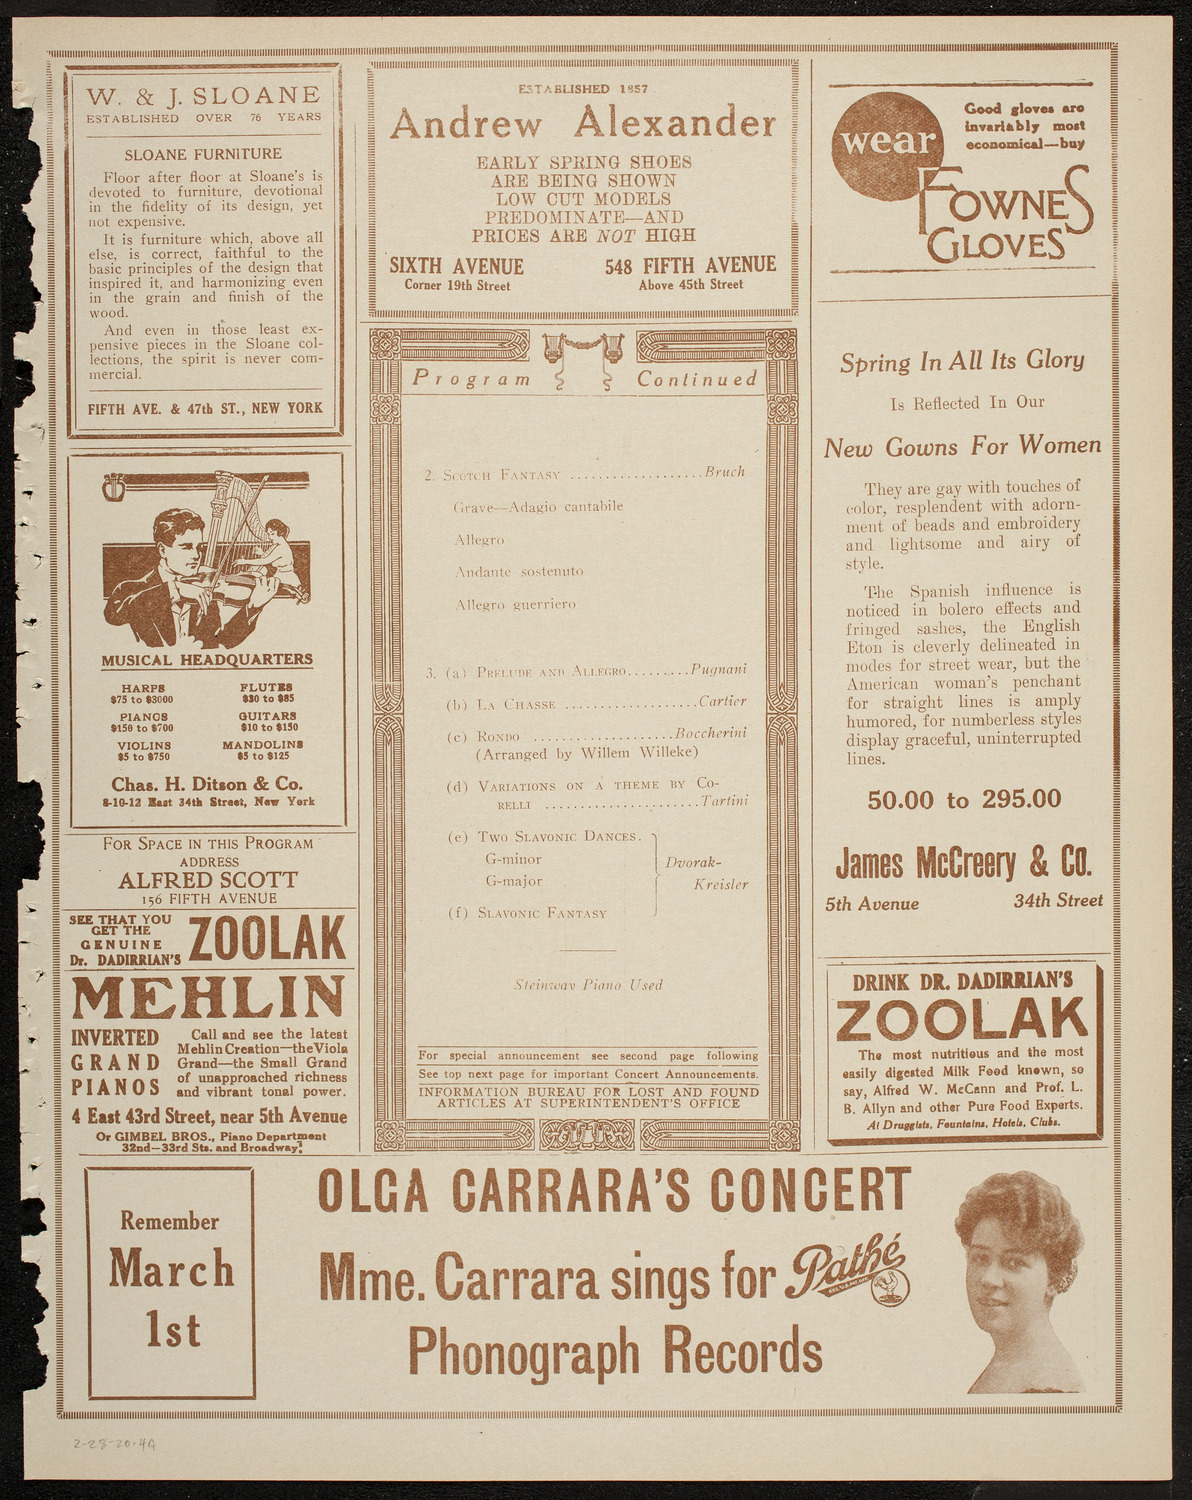 W. & J. SLOANE
ESTABLISHED OVER 76 YEARS
SLOANE FURNITURE
Floor after floor at Sloane's is
devoted to furniture, devotional
in the fidelity of its design, yet
not expensive.
It is furniture which, above all
else, is correct, faithful to the
basic principles of the design that
inspired it, and harmonizing even
in the grain and finish of the
wood.
And even in those least ex-
pensive pieces in the Sloane col-
lections, the spirit is never com-
mercial.
FIFTH AVE. & 47th ST., NEW YORK
MUSICAL HEADQUARTERS
HARPS
$75 to $3000
FLUTES
$30 to $85
PIANOS
$150 to $700
GUITARS
$10 to $150
VIOLINS
$5 to $750
MANDOLINS
$5 to $125
Chas. H. Ditson & Co.
8-10-12 East 34th Street, New York
FOR SPACE IN THIS PROGRAM
ADDRESS
ALFRED SCOTT
156 FIFTH AVENUE
SEE THAT YOU
GET THE
GENUINE
Dr. DADIRRIAN'S
ZOOLAK
MEHLIN
INVERTED
GRAND
PIANOS
Call and see the latest
Mehlin Creation—the Viola
Grand—the Small Grand
of unapproached richness
and vibrant tonal power.
4 East 43rd Street, near 5th Avenue
Or GIMBEL BROS., Piano Department
32nd—33rd Sts. and Broadway
ESTABLISHED 1857
Andrew Alexander
EARLY SPRING SHOES
ARE BEING SHOWN
LOW CUT MODELS
PREDOMINATE—AND
PRICES ARE NOT HIGH
SIXTH AVENUE
Corner 19th Street
548 FIFTH AVENUE
Above 45th Street
Program Continued
2. SCOTCH FANTASY ..................Bruch
Grave—Adagio cantabile
Allegro
Andante sostenuto
Allegro guerriero
3. (a) PRELUDE AND ALLEGRO..........Pugnani
(b) LA CHASSE ..................Cartier
(c) RONDO ...................Boccherini
(Arranged by Willem Willeke)
(d) VARIATIONS ON A THEME BY CO-
RELLI .....................Tartini
(e) TWO SLAVONIC DANCES.
G-minor
G-major
(f) SLAVONIC FANTASY
Dvorak-
Kreisler
Steinway Piano Used
For special announcement see second page following
See top next page for important Concert Announcements.
INFORMATION BUREAU FOR LOST AND FOUND
ARTICLES AT SUPERINTENDENT'S OFFICE
wear
Good gloves are
invariably most
economical—buy
FOWNES
GLOVES
Spring In All Its Glory
Is Reflected In Our
New Gowns For Women
They are gay with touches of
color, resplendent with adorn-
ment of beads and embroidery
and lightsome and airy of
style.
The Spanish influence is
noticed in bolero effects and
fringed sashes, the English
Eton is cleverly delineated in
modes for street wear, but the
American woman's penchant
for straight lines is amply
humored, for numberless styles
display graceful, uninterrupted
lines.
50.00 to 295.00
James McCreery & CO.
5th Avenue 34th Street
DRINK DR. DADIRRIAN'S
ZOOLAK
The most nutritious and the most
easily digested Milk Food known, so
say, Alfred W. McCann and Prof. L.
B. Allyn and other Pure Food Experts.
At Druggists, Fountains, Hotels, Clubs.
Remember
March
1st
OLGA CARRARA'S CONCERT
Mme. Carrara sings for Pathé
Phonograph Records
2-28-20-4A